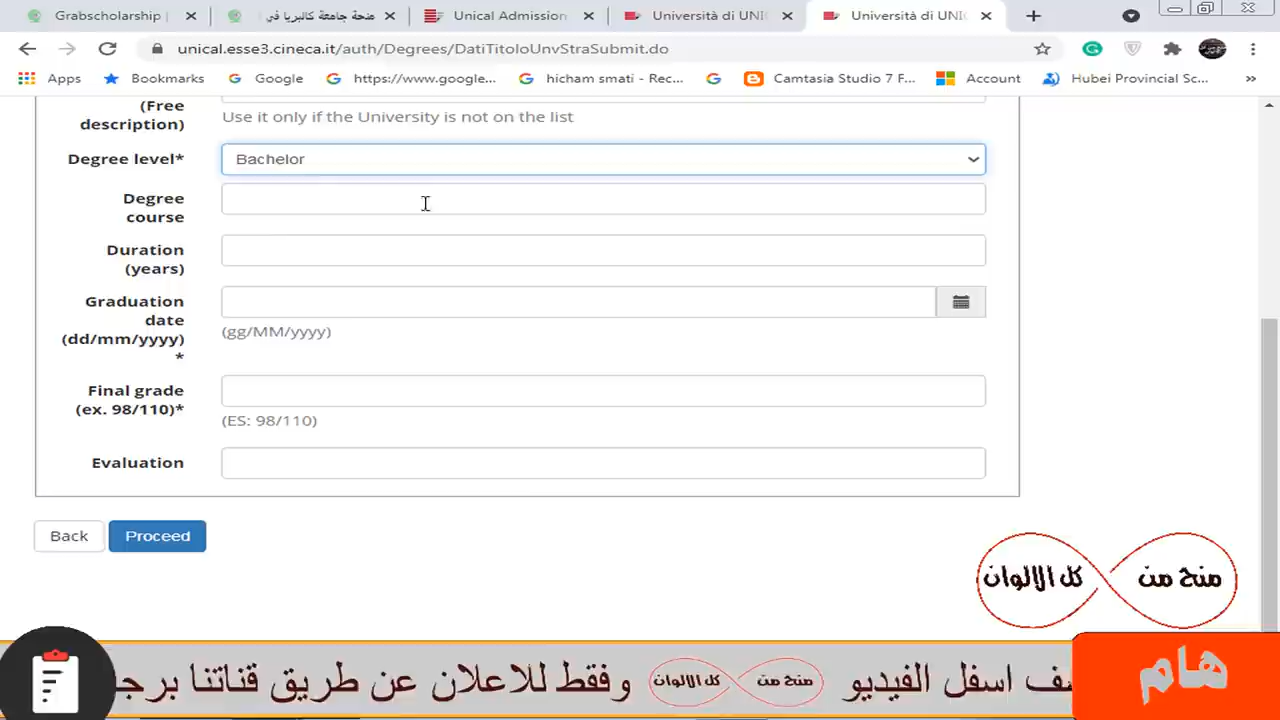 Grabscholarship
منحة جامعة كالبريا في
Unical Admission
Università di UNI
Università di UNI
unical.esse3.cineca.it/auth/Degrees/DatiTitoloUnvStraSubmit.do
Apps
Bookmarks
Google
https://www.google...
hicham smati - Rec...
Camtasia Studio 7 F...
Account
Hubei Provincial Sc...
»
(Free
description)
Use it only if the University is not on the list
Degree level*
Bachelor
Degree
course
Duration
(years)
Graduation
date
(dd/mm/yyyy)
*
(gg/MM/yyyy)
Final grade
(ex. 98/110)*
(ES: 98/110)
Evaluation
Back
Proceed
منح من كل الالوان
هام
ف اسفل الفيديو منح من كل الالوان وفقط للاعلان عن طريق قناتنا برج